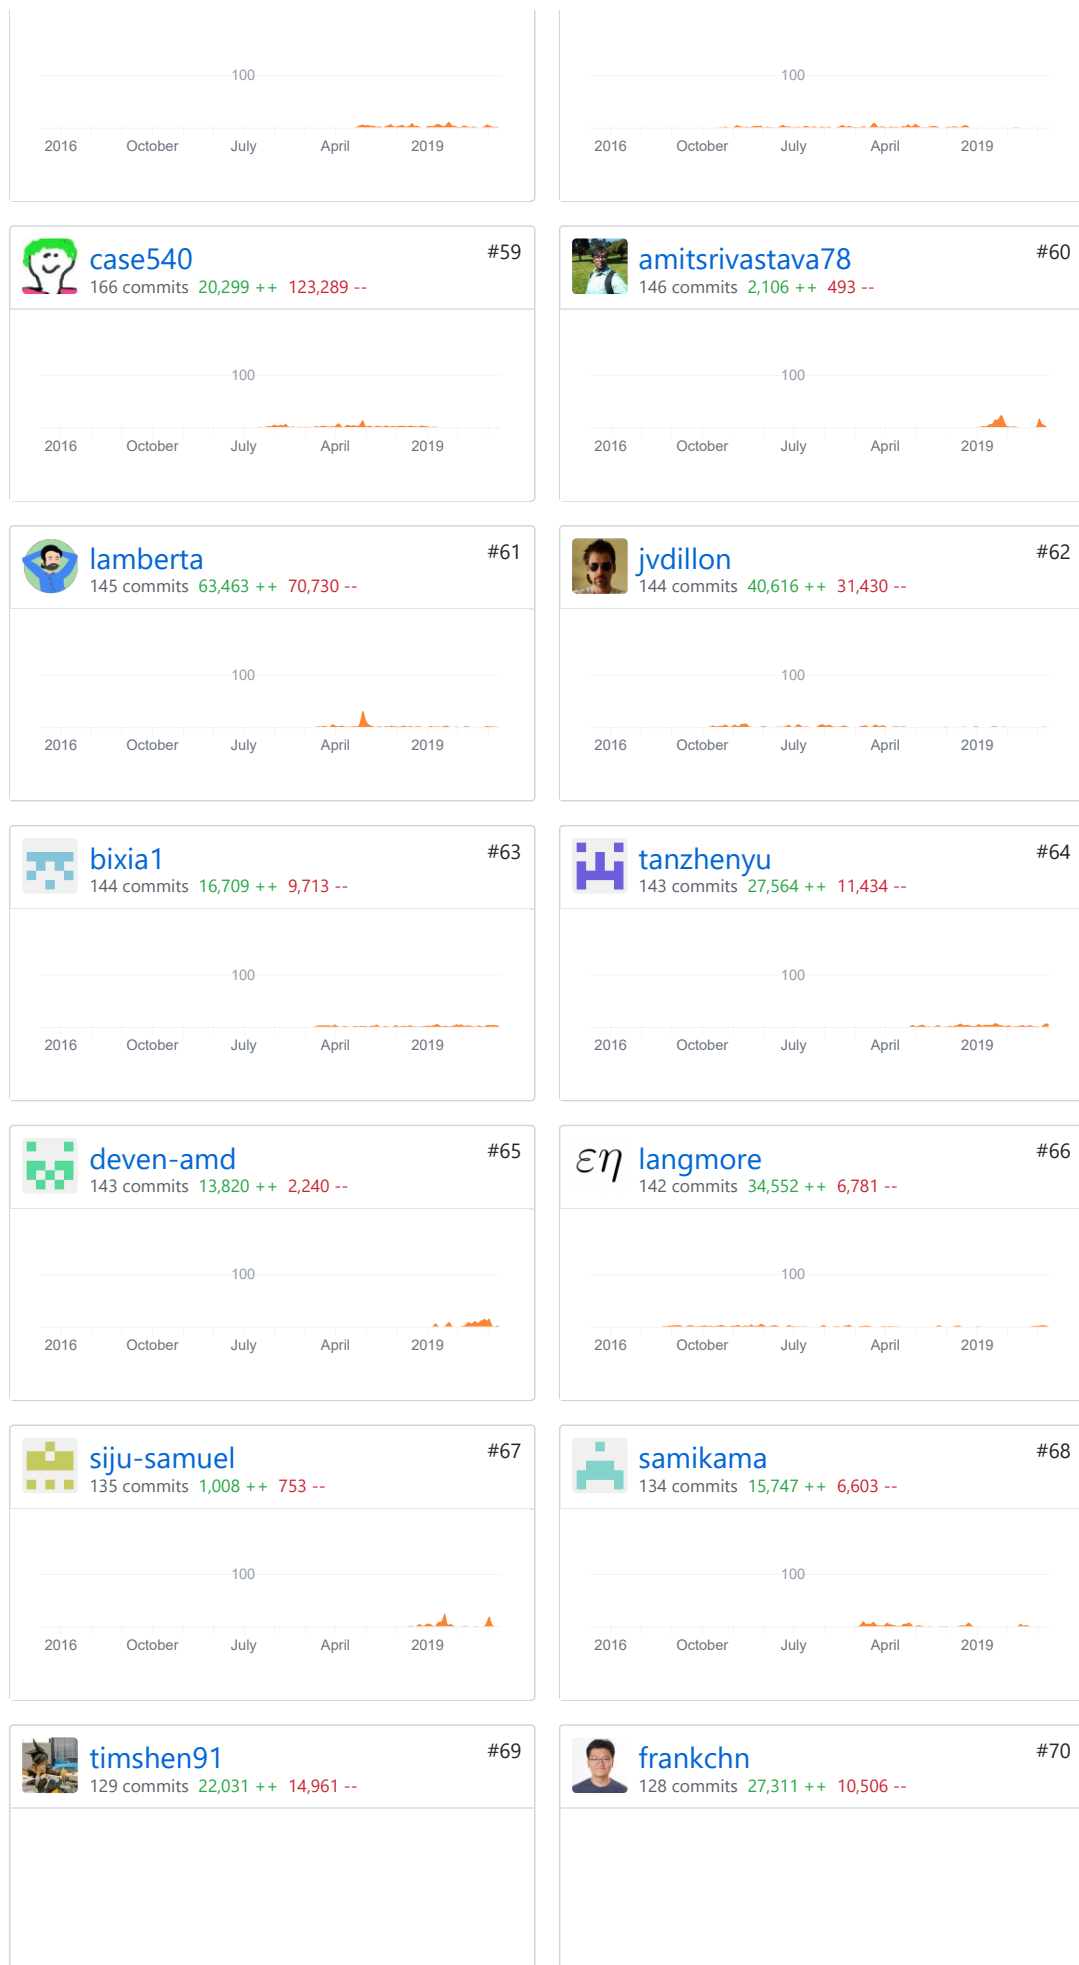 100
2016 October July April 2019
100
2016 October July April 2019
case540 #59
166 commits 20,299 ++ 123,289 --
100
2016 October July April 2019
amitsrivastava78 #60
146 commits 2,106 ++ 493 --
100
2016 October July April 2019
lamberta #61
145 commits 63,463 ++ 70,730 --
100
2016 October July April 2019
jvdillon #62
144 commits 40,616 ++ 31,430 --
100
2016 October July April 2019
bixia1 #63
144 commits 16,709 ++ 9,713 --
100
2016 October July April 2019
tanzhenyu #64
143 commits 27,564 ++ 11,434 --
100
2016 October July April 2019
deven-amd #65
143 commits 13,820 ++ 2,240 --
100
2016 October July April 2019
εη langmore #66
142 commits 34,552 ++ 6,781 --
100
2016 October July April 2019
siju-samuel #67
135 commits 1,008 ++ 753 --
100
2016 October July April 2019
samikama #68
134 commits 15,747 ++ 6,603 --
100
2016 October July April 2019
timshen91 #69
129 commits 22,031 ++ 14,961 --
frankchn #70
128 commits 27,311 ++ 10,506 --